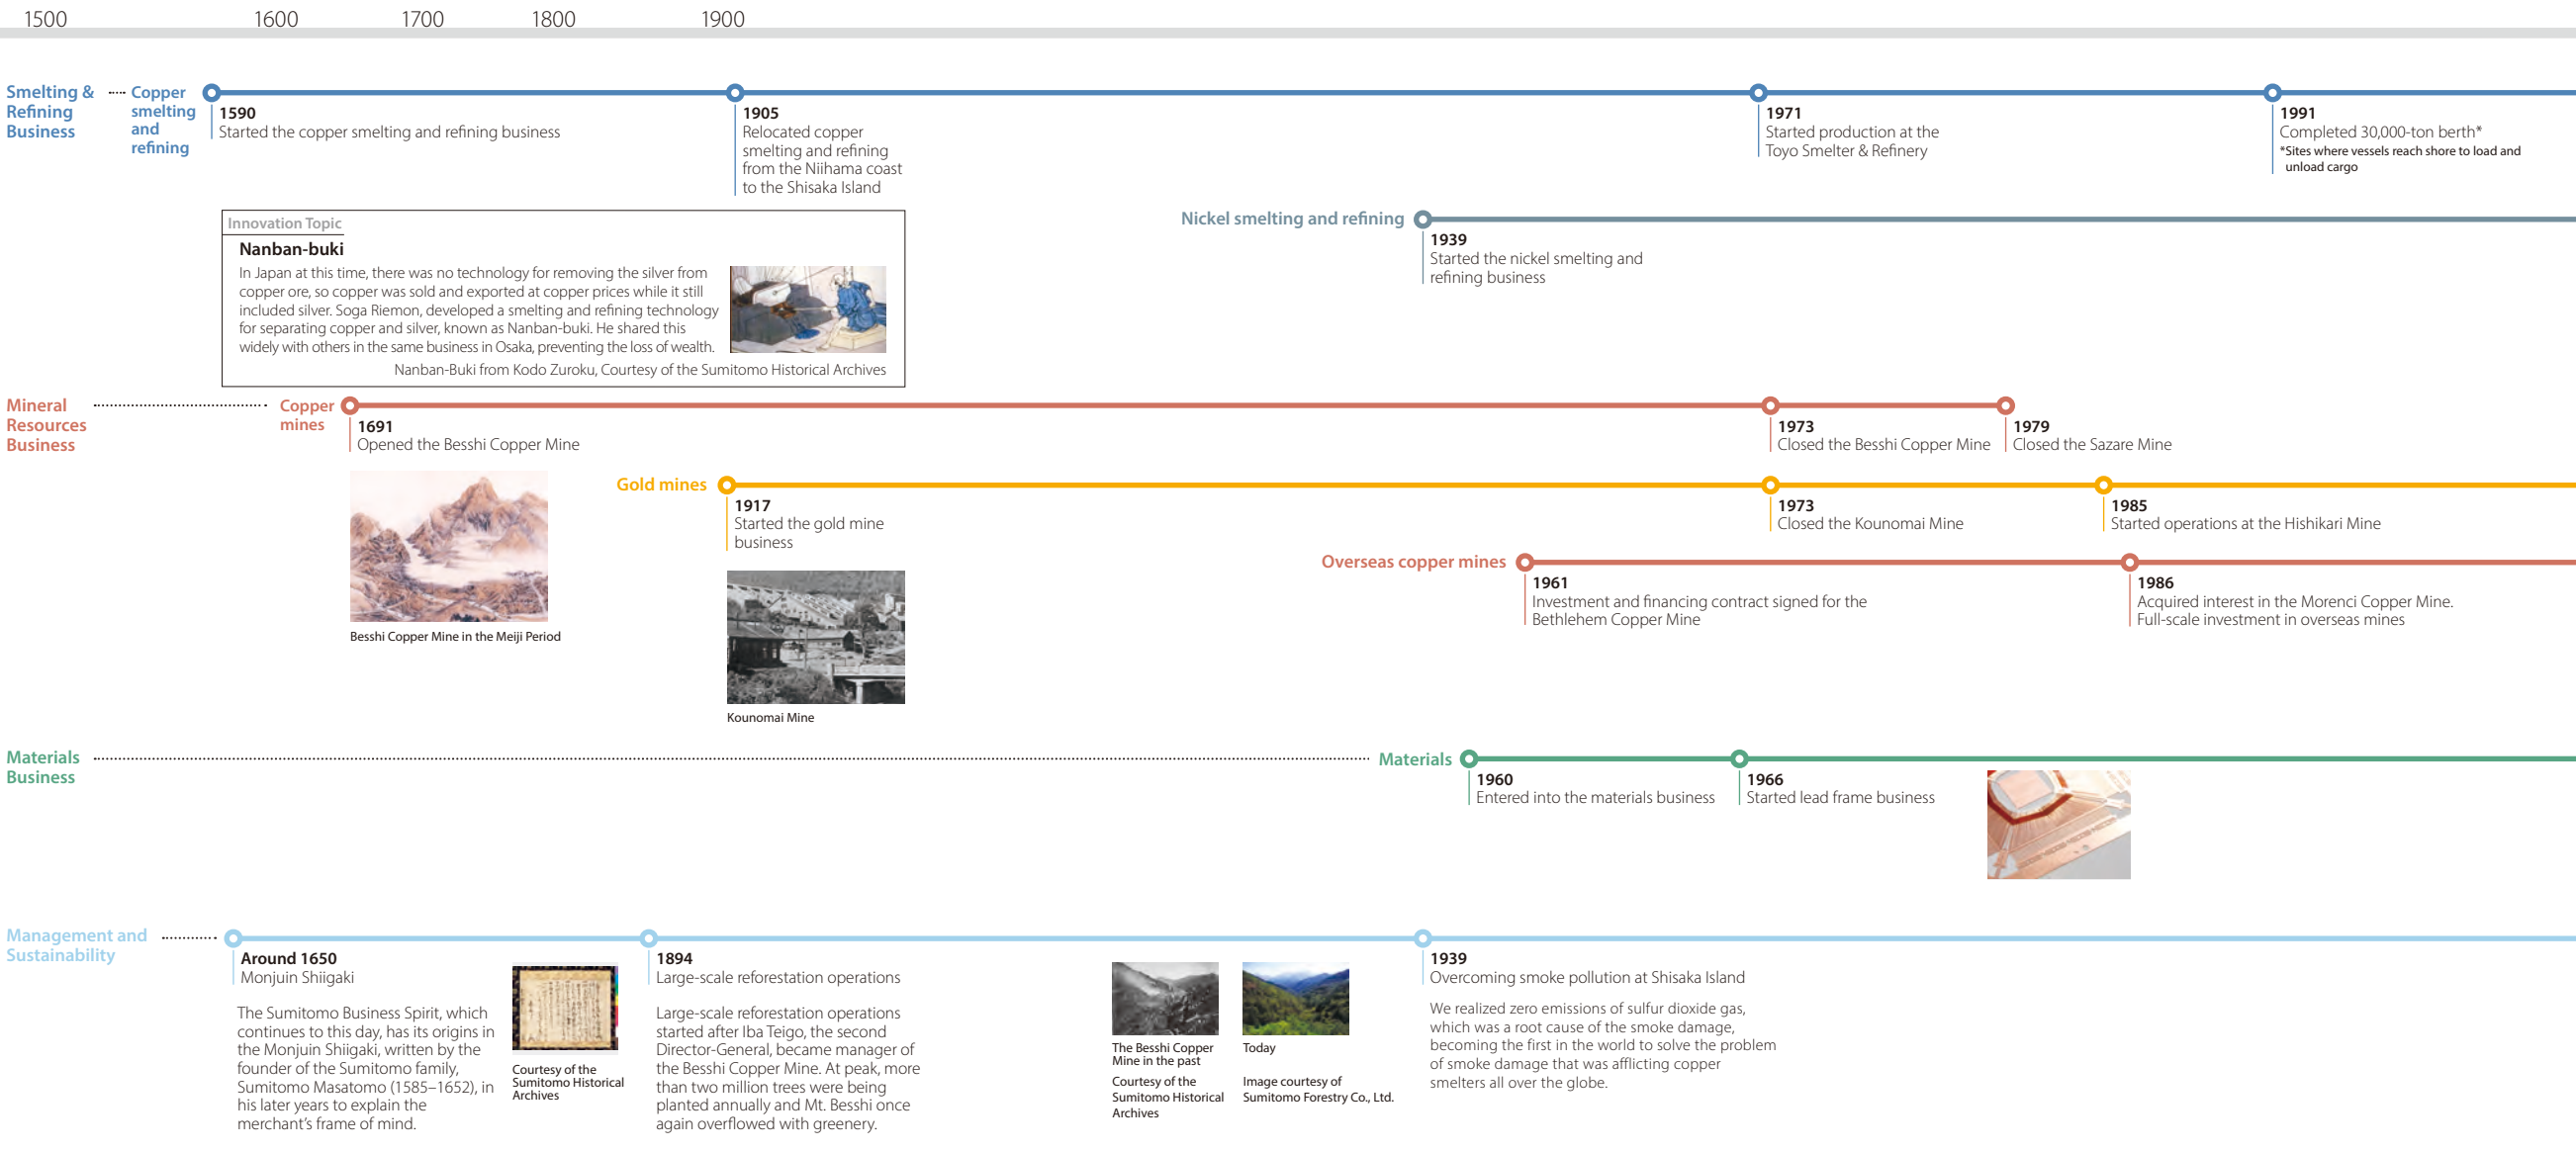 1500
1600
1700
1800
1900
Smelting &
Refining
Business
Copper
smelting
and
refining
1590
Started the copper smelting and refining business
1905
Relocated copper
smelting and refining
from the Niihama coast
to the Shisaka Island
1971
Started production at the
Toyo Smelter & Refinery
1991
Completed 30,000-ton berth*
*Sites where vessels reach shore to load and
unload cargo
Innovation Topic
Nanban-buki
In Japan at this time, there was no technology for removing the silver from
copper ore, so copper was sold and exported at copper prices while it still
included silver. Soga Riemon, developed a smelting and refining technology
for separating copper and silver, known as Nanban-buki. He shared this
widely with others in the same business in Osaka, preventing the loss of wealth.
Nanban-Buki from Kodo Zuroku, Courtesy of the Sumitomo Historical Archives
Nickel smelting and refining
1939
Started the nickel smelting and
refining business
Mineral
Resources
Business
Copper
mines
1691
Opened the Besshi Copper Mine
1973
Closed the Besshi Copper Mine
1979
Closed the Sazare Mine
Besshi Copper Mine in the Meiji Period
Gold mines
1917
Started the gold mine
business
1973
Closed the Kounomai Mine
1985
Started operations at the Hishikari Mine
Kounomai Mine
Overseas copper mines
1961
Investment and financing contract signed for the
Bethlehem Copper Mine
1986
Acquired interest in the Morenci Copper Mine.
Full-scale investment in overseas mines
Materials
Business
Materials
1960
Entered into the materials business
1966
Started lead frame business
Management and
Sustainability
Around 1650
Monjuin Shiigaki
The Sumitomo Business Spirit, which
continues to this day, has its origins in
the Monjuin Shiigaki, written by the
founder of the Sumitomo family,
Sumitomo Masatomo (1585–1652), in
his later years to explain the
merchant's frame of mind.
Courtesy of the
Sumitomo Historical
Archives
1894
Large-scale reforestation operations
Large-scale reforestation operations
started after Iba Teigo, the second
Director-General, became manager of
the Besshi Copper Mine. At peak, more
than two million trees were being
planted annually and Mt. Besshi once
again overflowed with greenery.
The Besshi Copper
Mine in the past
Courtesy of the
Sumitomo Historical
Archives
Today
Image courtesy of
Sumitomo Forestry Co., Ltd.
1939
Overcoming smoke pollution at Shisaka Island
We realized zero emissions of sulfur dioxide gas,
which was a root cause of the smoke damage,
becoming the first in the world to solve the problem
of smoke damage that was afflicting copper
smelters all over the globe.